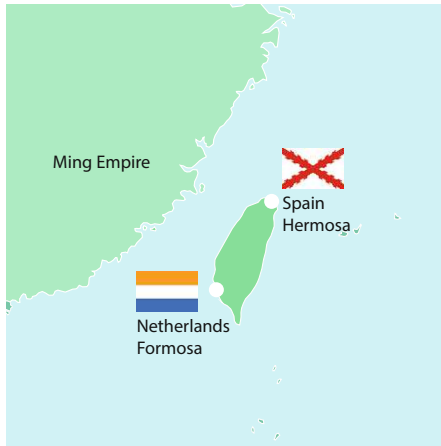 Ming Empire
Spain
Hermosa
Netherlands
Formosa